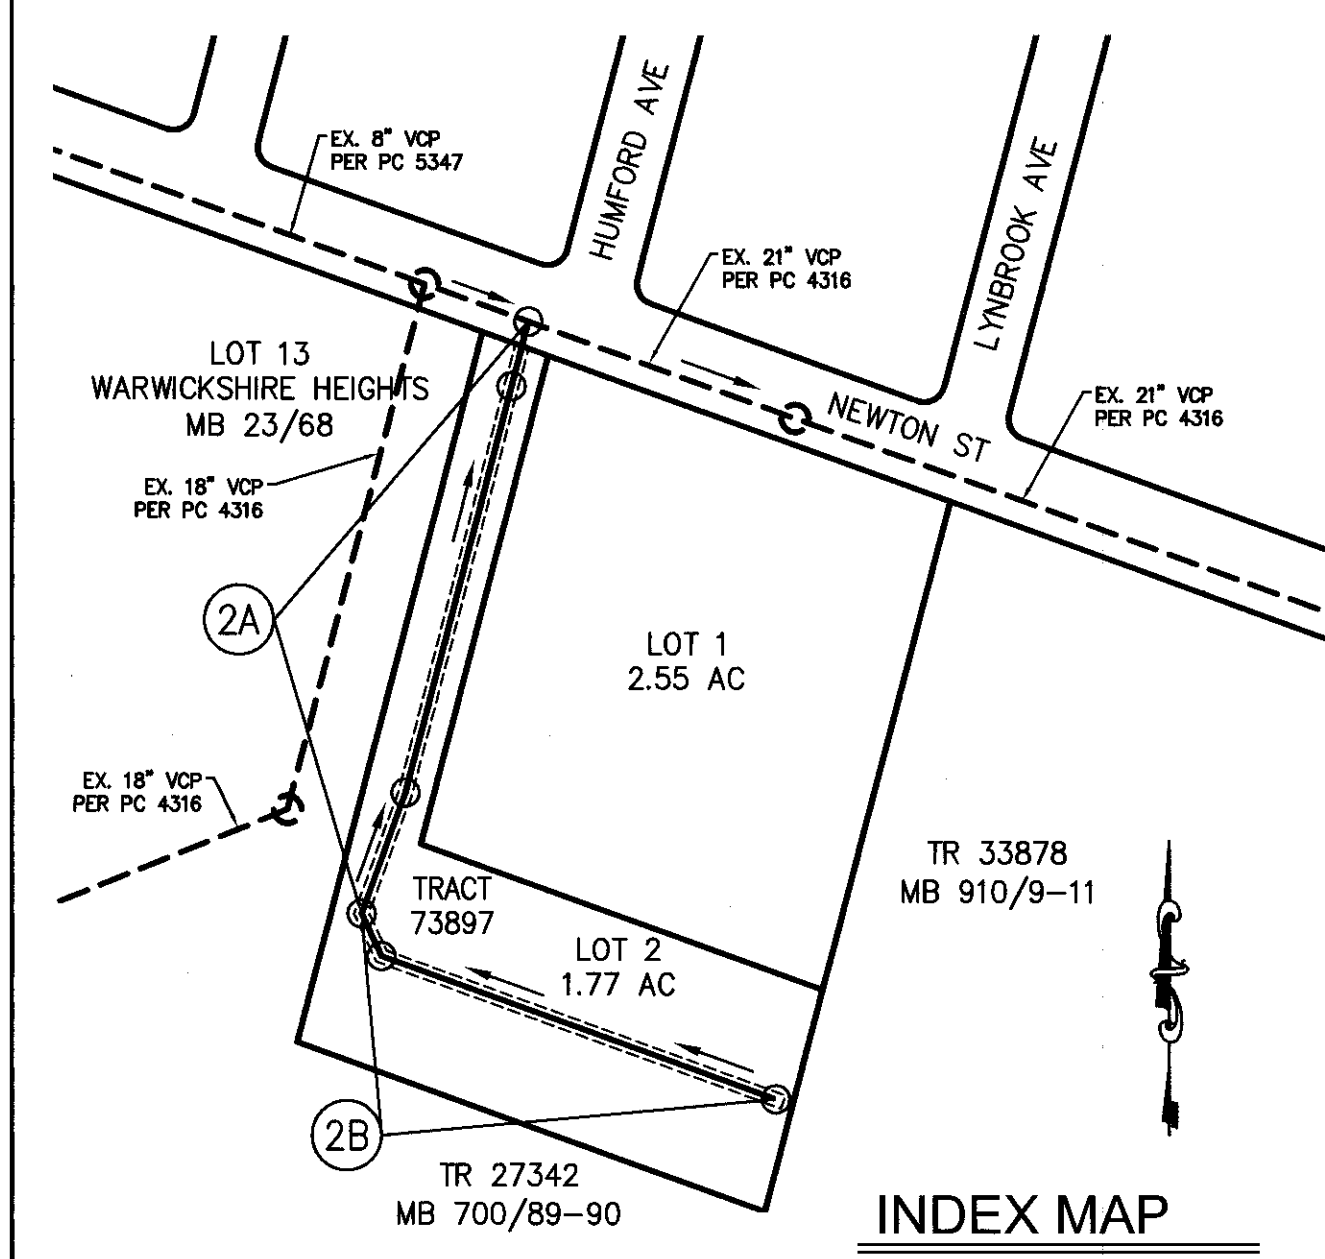 EX. 8" VCP
PER PC 5347
HUMFORD AVE
LYNBROOK AVE
EX. 21" VCP
PER PC 4316
LOT 13
WARWICKSHIRE HEIGHTS
MB 23/68
NEWTON ST
EX. 21" VCP
PER PC 4316
EX. 18" VCP
PER PC 4316
2A
LOT 1
2.55 AC
EX. 18" VCP
PER PC 4316
TR 33878
MB 910/9-11
TRACT
73897
LOT 2
1.77 AC
2B
TR 27342
MB 700/89-90
INDEX MAP